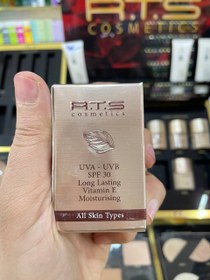 A.T.S
COSMETICS
A.T.S
cosmetics
UVA - UVB
SPF 30
Long Lasting
Vitamin E
Moisturising
All Skin Types